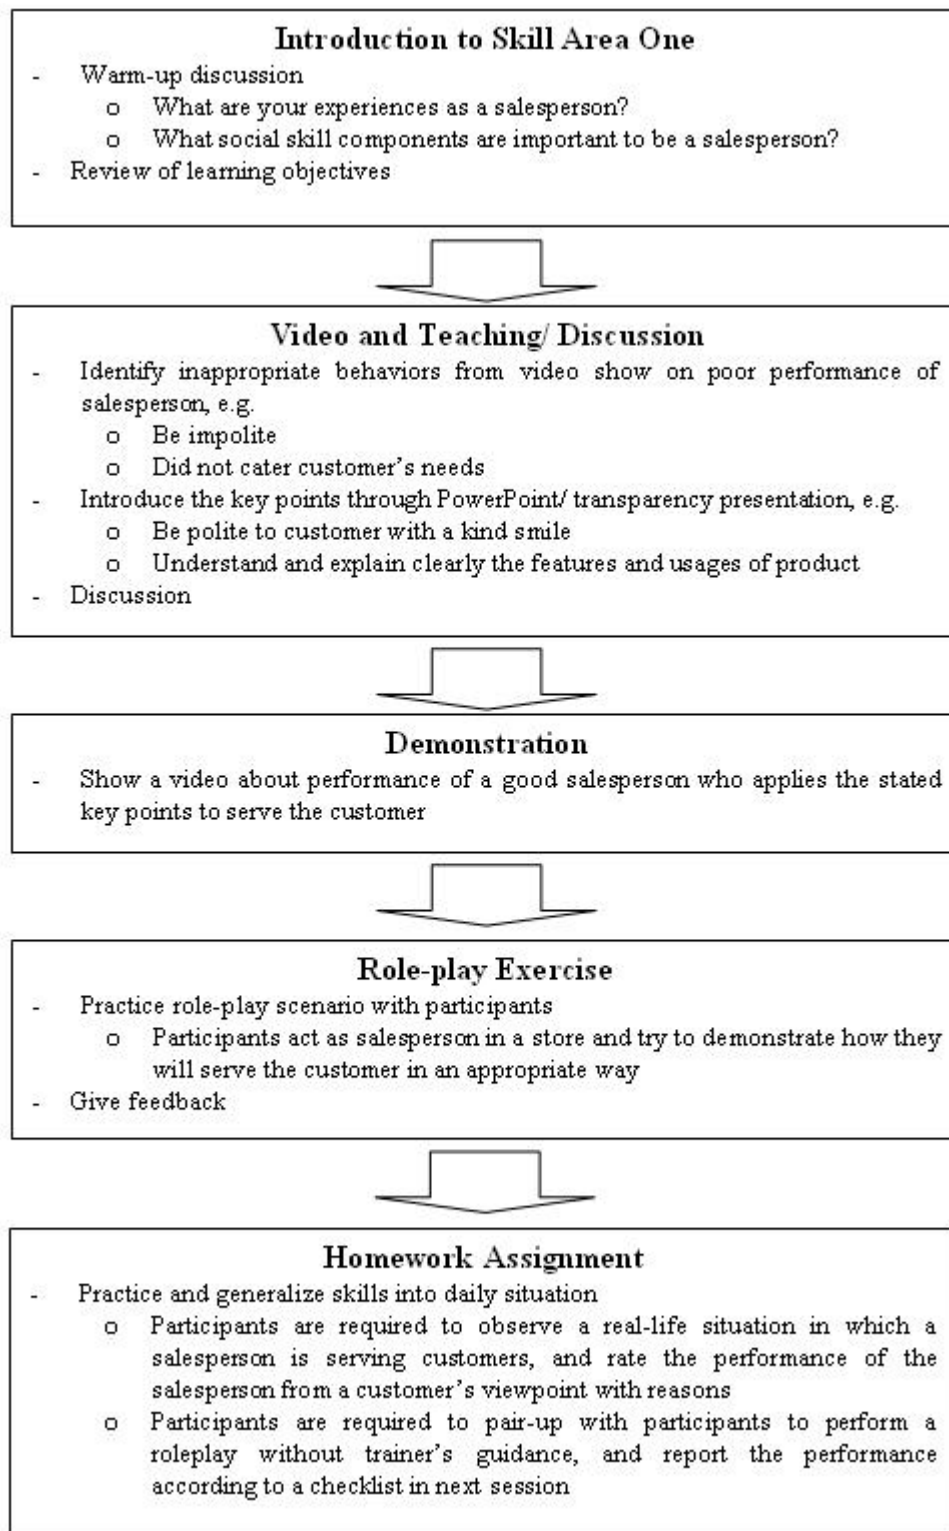 Introduction to Skill Area One
- Warm-up discussion
o What are your experiences as a salesperson?
o What social skill components are important to be a salesperson?
- Review of learning objectives
Video and Teaching/ Discussion
- Identify inappropriate behaviors from video show on poor performance of
salesperson, e.g.
o Be impolite
o Did not cater customer's needs
- Introduce the key points through PowerPoint/ transparency presentation, e.g.
o Be polite to customer with a kind smile
o Understand and explain clearly the features and usages of product
- Discussion
Demonstration
- Show a video about performance of a good salesperson who applies the stated
key points to serve the customer
Role-play Exercise
- Practice role-play scenario with participants
o Participants act as salesperson in a store and try to demonstrate how they
will serve the customer in an appropriate way
- Give feedback
Homework Assignment
- Practice and generalize skills into daily situation
o Participants are required to observe a real-life situation in which a
salesperson is serving customers, and rate the performance of the
salesperson from a customer's viewpoint with reasons
o Participants are required to pair-up with participants to perform a
roleplay without trainer's guidance, and report the performance
according to a checklist in next session